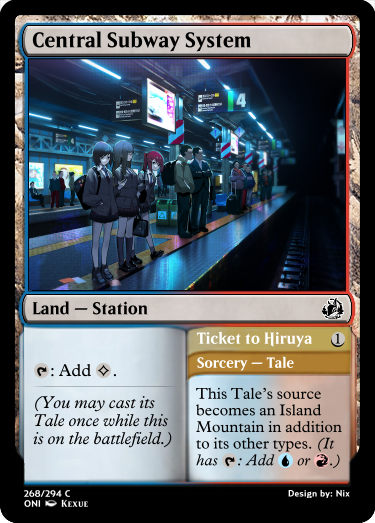 Central Subway System
4
Land — Station
Ticket to Hiruya 1
Sorcery — Tale
: Add .
(You may cast its
Tale once while this
is on the battlefield.)
This Tale's source
becomes an Island
Mountain in addition
to its other types. (It
has : Add or .)
268/294 C
ONI Kexue
Design by: Nix